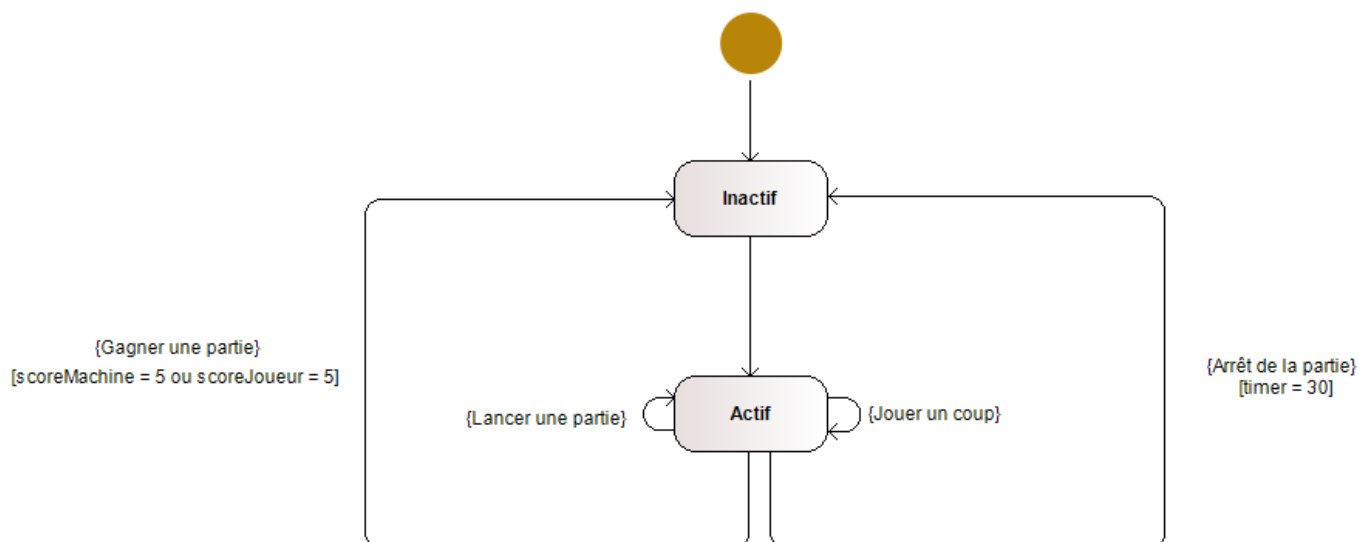 Inactif
{Gagner une partie}
[scoreMachine = 5 ou scoreJoueur = 5]
{Arrêt de la partie}
[timer = 30]
{Lancer une partie}
Actif
{Jouer un coup}